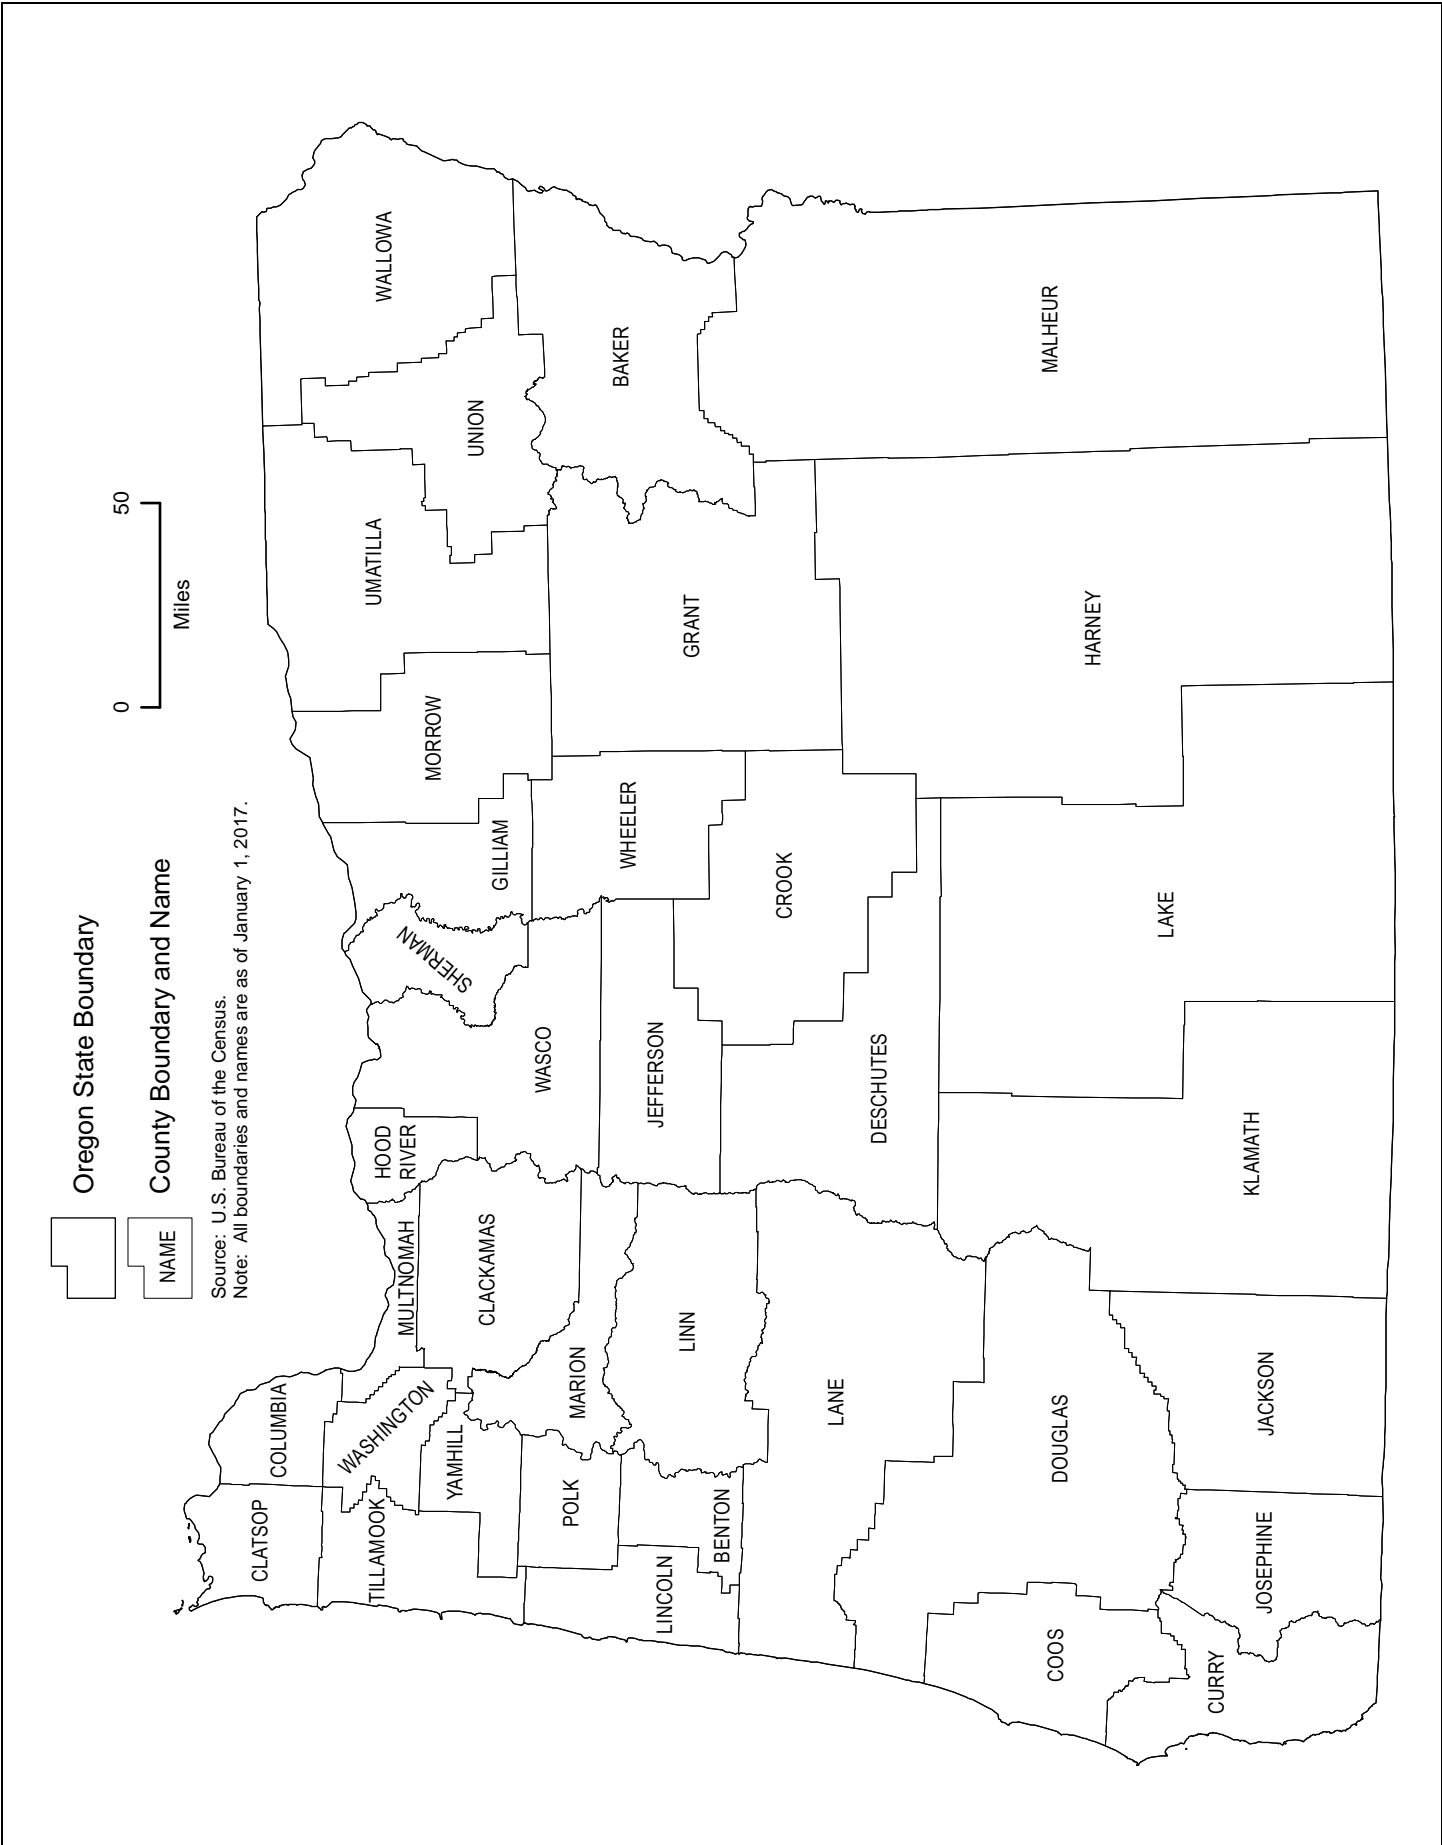 Oregon State Boundary
NAME
County Boundary and Name
Source: U.S. Bureau of the Census.
Note: All boundaries and names are as of January 1, 2017.
0
50
Miles
CLATSOP
COLUMBIA
TILLAMOOK
WASHINGTON
MULTNOMAH
HOOD
RIVER
SHERMAN
GILLIAM
MORROW
UMATILLA
UNION
WALLOWA
YAMHILL
CLACKAMAS
WASCO
POLK
MARION
LINCOLN
BENTON
LINN
JEFFERSON
WHEELER
GRANT
BAKER
LANE
DESCHUTES
CROOK
MALHEUR
DOUGLAS
COOS
HARNEY
LAKE
KLAMATH
CURRY
JOSEPHINE
JACKSON